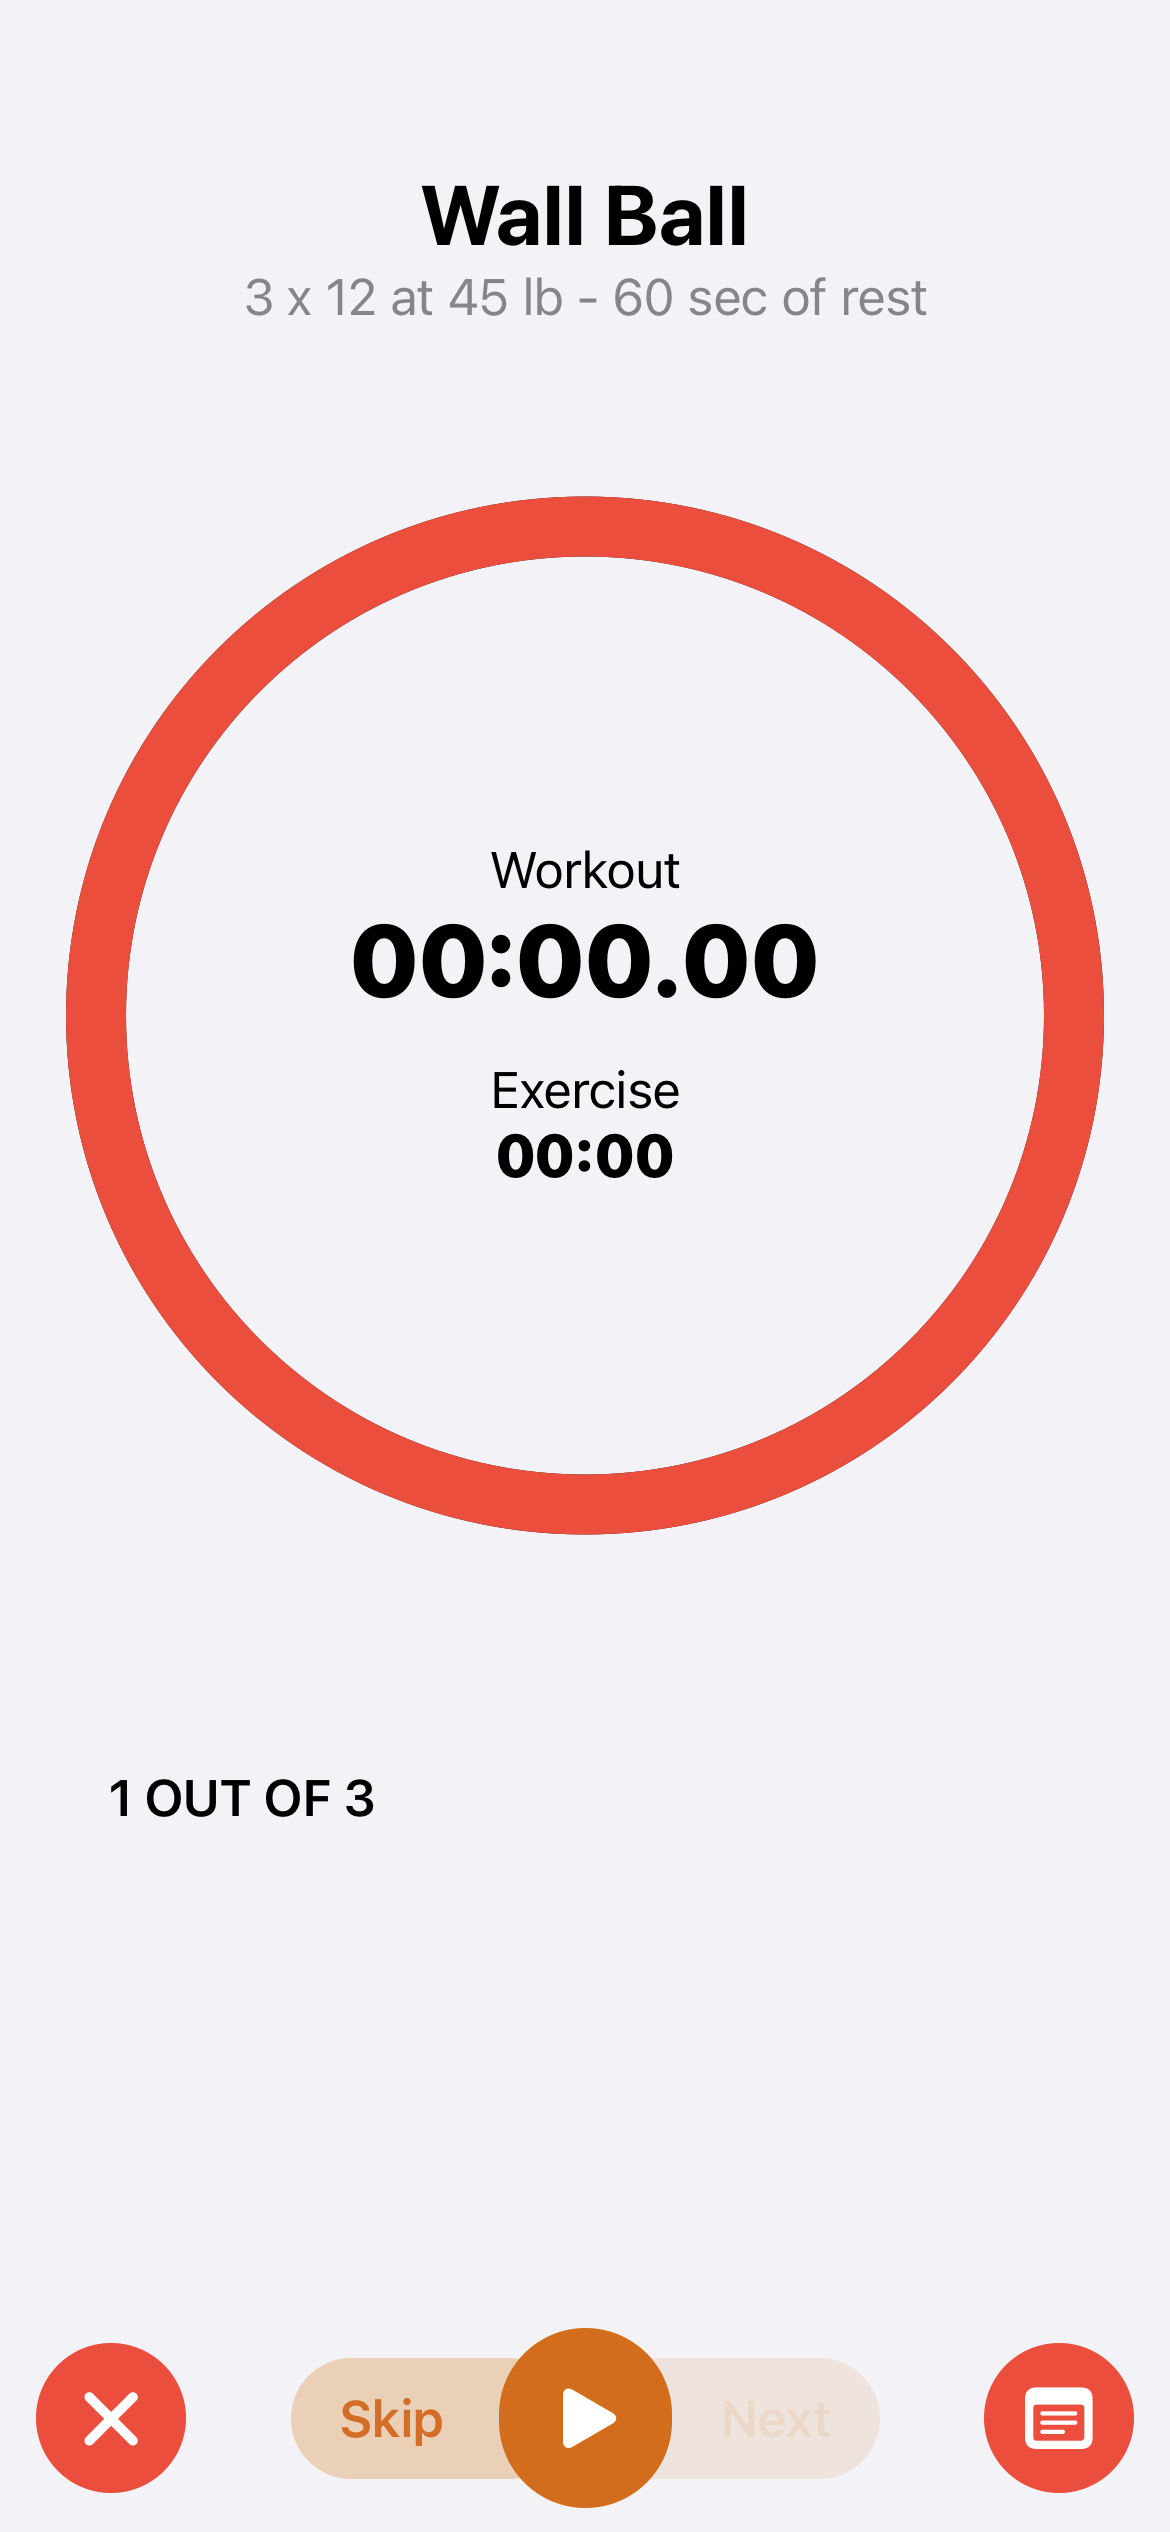 Wall Ball
3 x 12 at 45 lb - 60 sec of rest
Workout
00:00.00
Exercise
00:00
1 OUT OF 3
Skip
Next